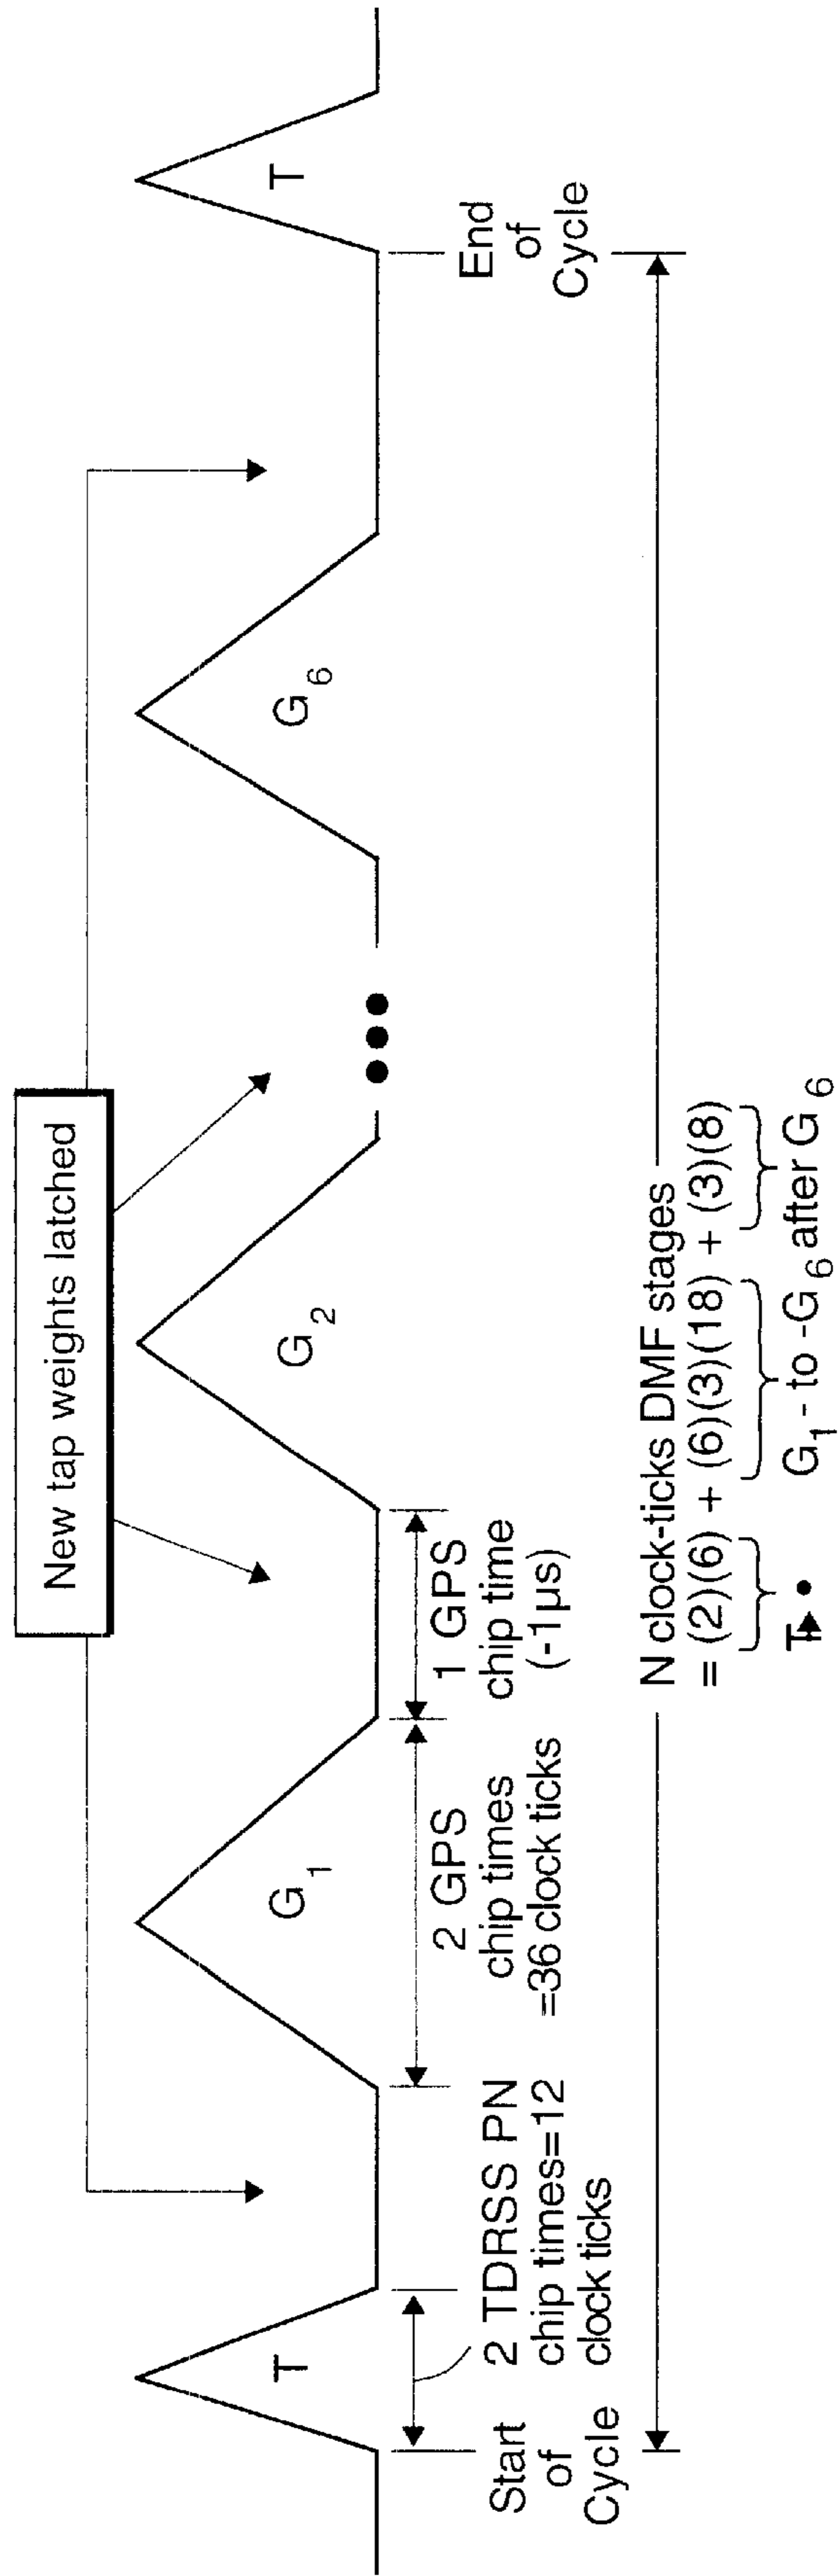 New tap weights latched
T
G1
G2
G6
T
Start
of
Cycle
2 TDRSS PN
chip times=12
clock ticks
2 GPS
chip times
=36 clock ticks
1 GPS
chip time
(-1µs)
End
of
Cycle
N clock-ticks DMF stages
= (2)(6) + (6)(3)(18) + (3)(8)
T
G1 - to -G6 after G6